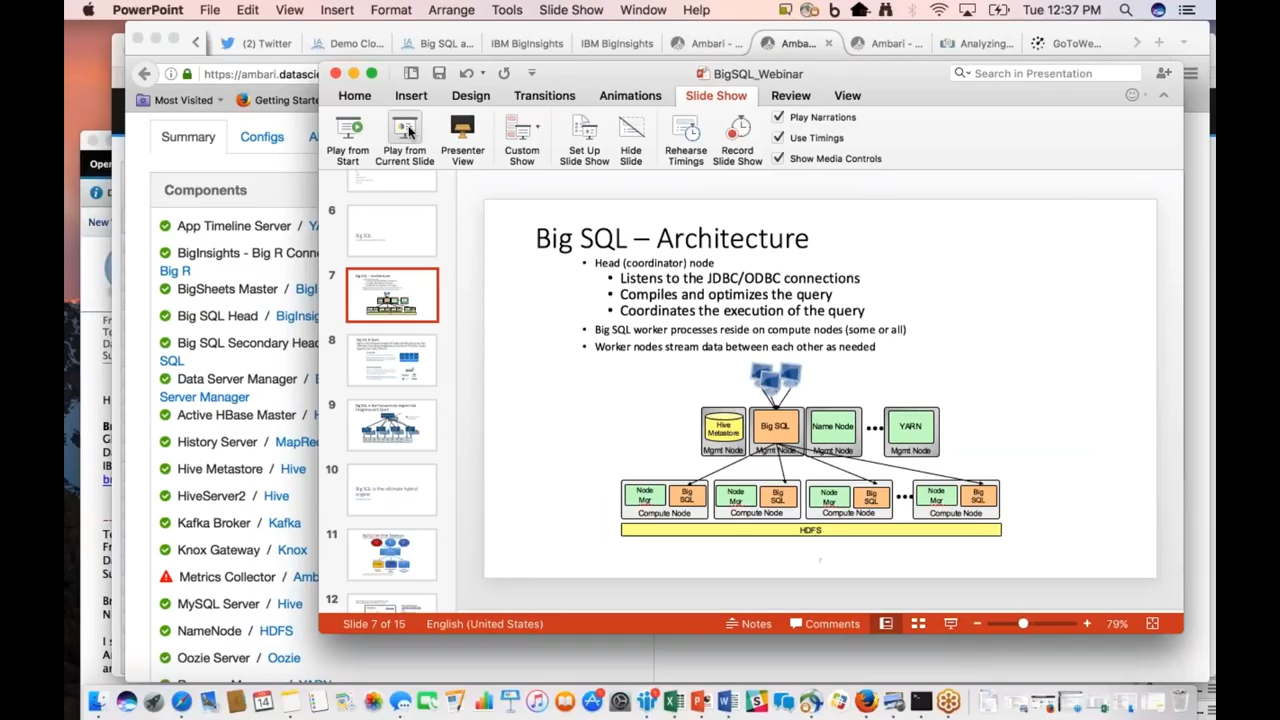 PowerPoint File Edit View Insert Format Arrange Tools Slide Show Window Help Tue 12:37 PM
Twitter Demo Clo... Big SQL a... IBM BigInsights IBM BigInsights Ambari - ... Amba... Ambari - ... Analyzing... GoToWe...
https://ambari.datascie
BigSQL_Webinar
Search in Presentation
Most Visited Getting Starte
Home Insert Design Transitions Animations Slide Show Review View
Play from Start
Play from Current Slide
Presenter View
Custom Show
Set Up Slide Show
Hide Slide
Rehearse Timings
Record Slide Show
Play Narrations
Use Timings
Show Media Controls
Summary Configs
Components
App Timeline Server /
BigInsights - Big R Conne
Big R
BigSheets Master / BigI
Big SQL Head / BigInsig
Big SQL Secondary Head
SQL
Data Server Manager /
Server Manager
Active HBase Master / H
History Server / MapRed
Hive Metastore / Hive
HiveServer2 / Hive
Kafka Broker / Kafka
Knox Gateway / Knox
Metrics Collector / Amb
MySQL Server / Hive
NameNode / HDFS
Oozie Server / Oozie
6
7
8
9
10
11
12
Big SQL – Architecture
• Head (coordinator) node
• Listens to the JDBC/ODBC connections
• Compiles and optimizes the query
• Coordinates the execution of the query
• Big SQL worker processes reside on compute nodes (some or all)
• Worker nodes stream data between each other as needed
Hive Metastore
Mgmt Node
Big SQL
Mgmt Node
Name Node
Mgmt Node
YARN
Mgmt Node
Node Mgr Big SQL
Compute Node
Node Mgr Big SQL
Compute Node
Node Mgr Big SQL
Compute Node
Node Mgr Big SQL
Compute Node
HDFS
Slide 7 of 15 English (United States) Notes Comments 79%